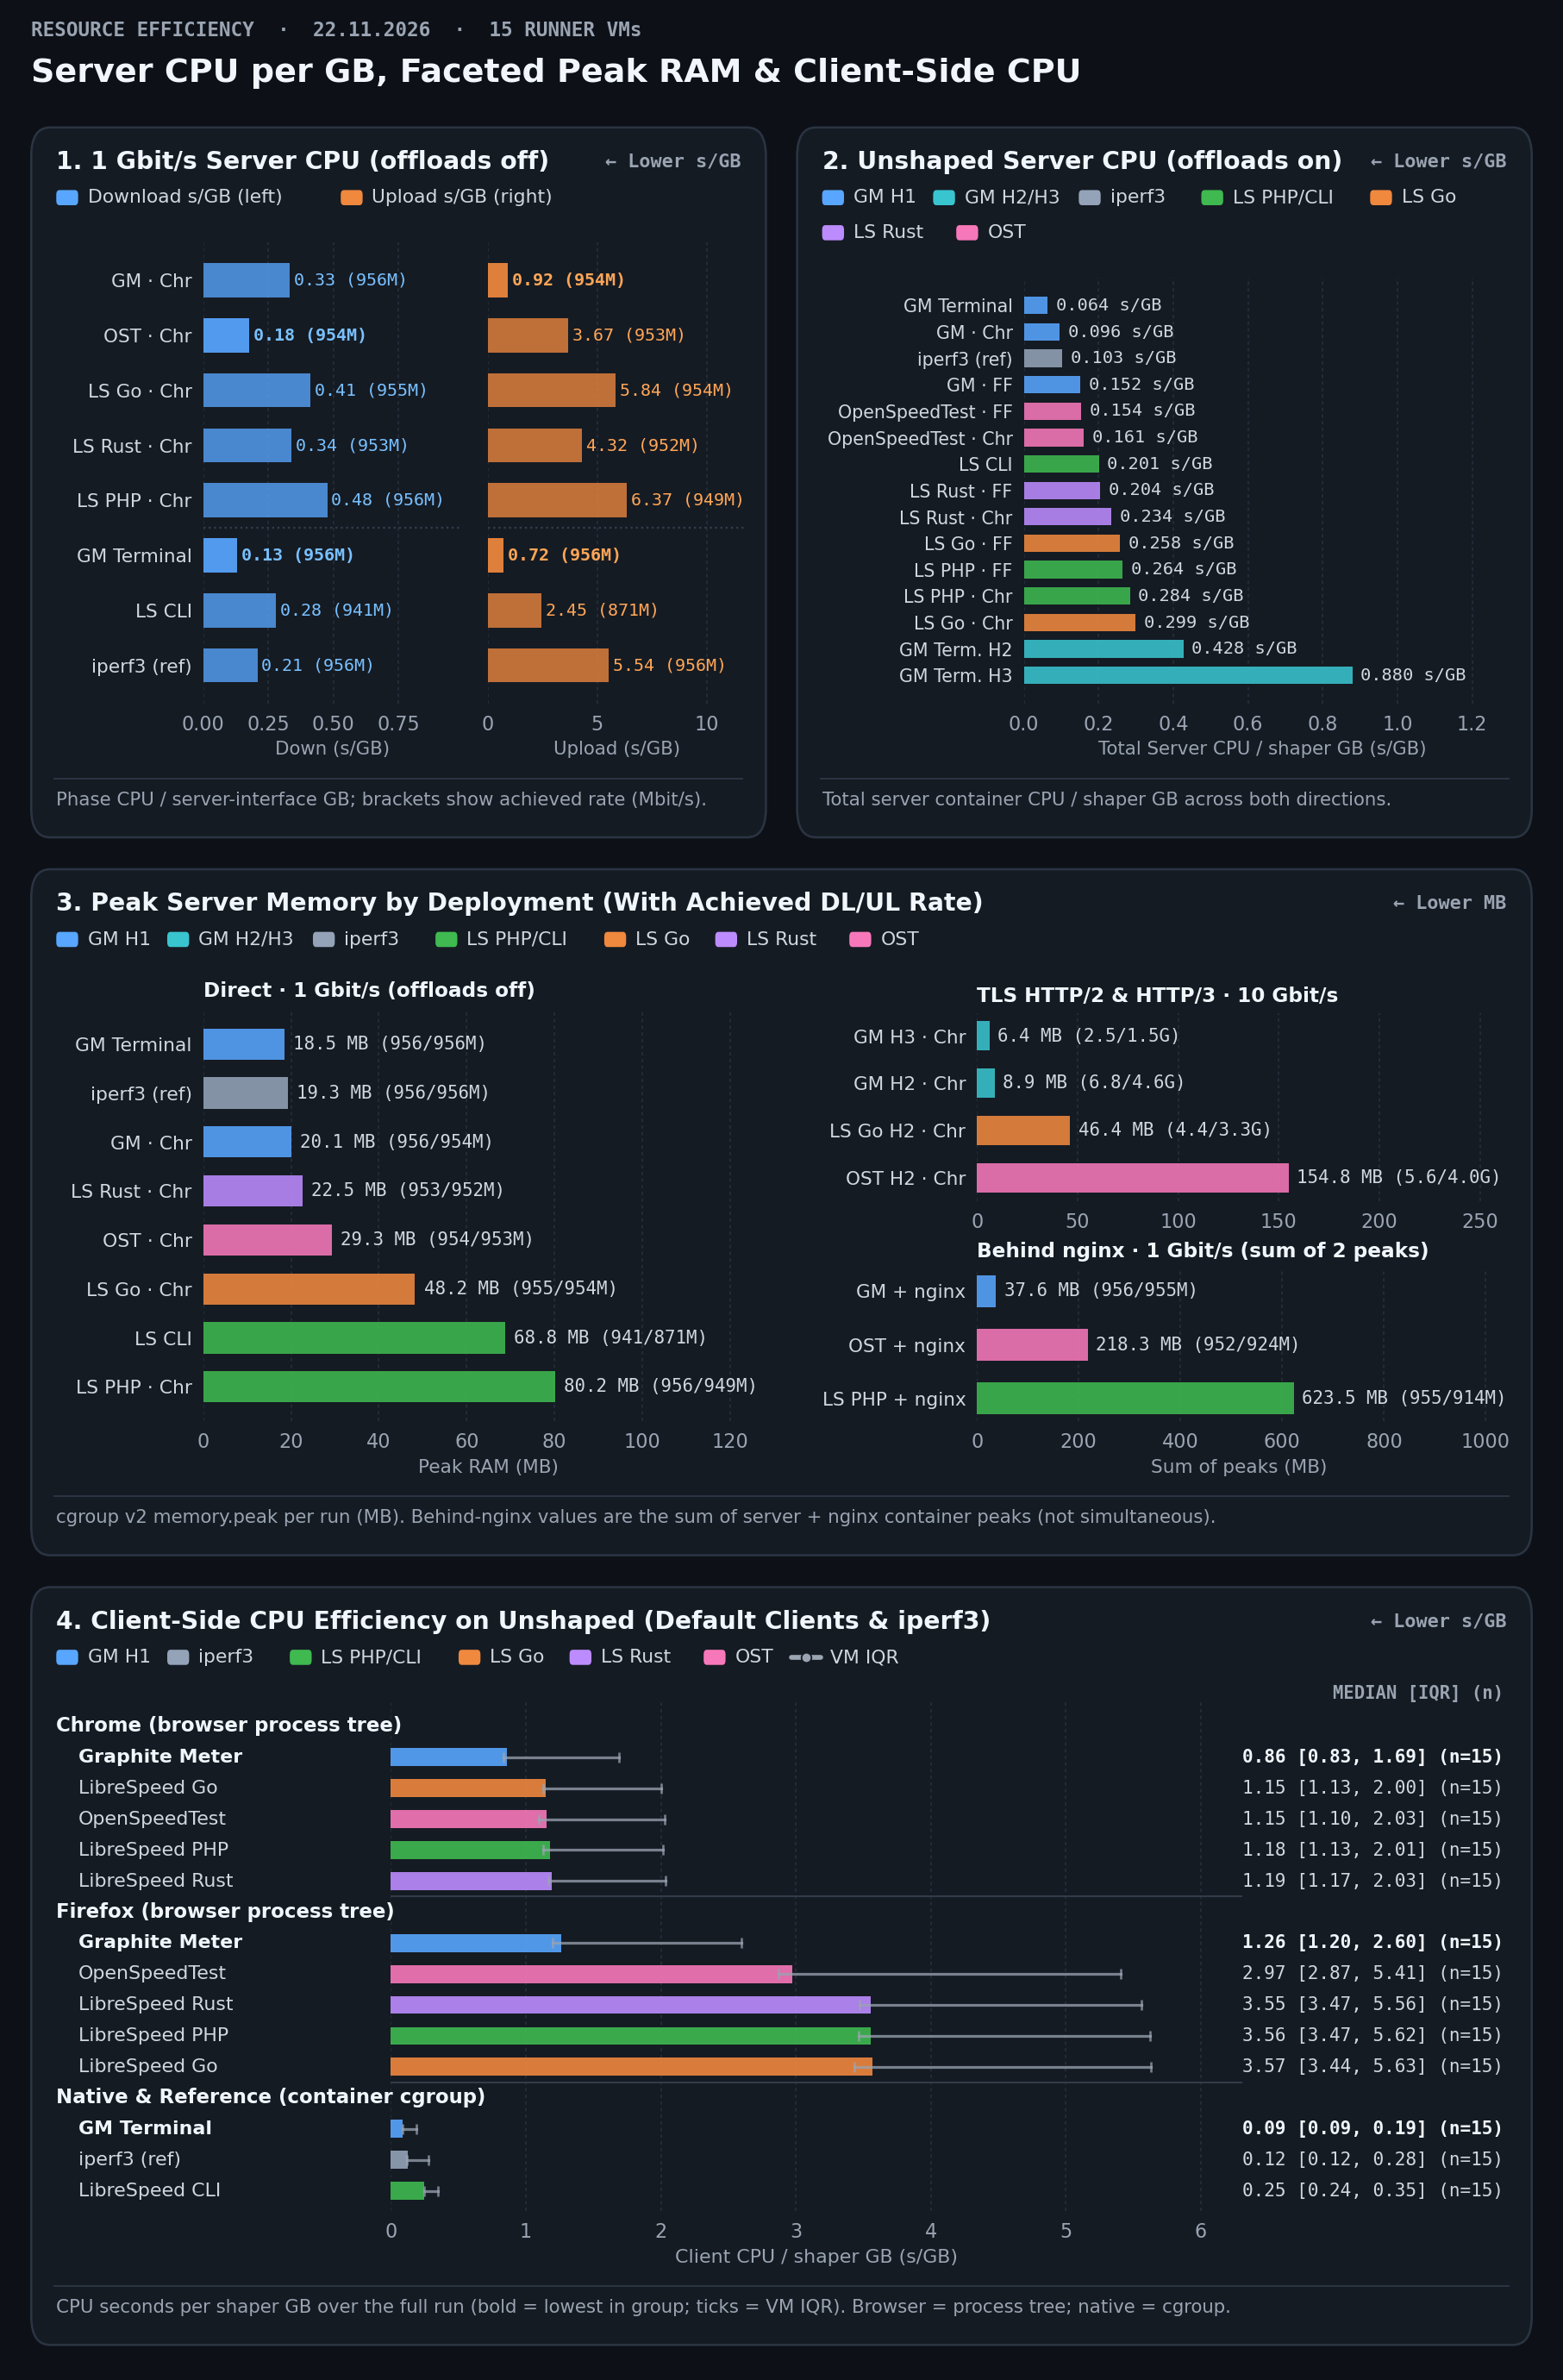 RESOURCE EFFICIENCY · 22.11.2026 · 15 RUNNER VMs
Server CPU per GB, Faceted Peak RAM & Client-Side CPU
1. 1 Gbit/s Server CPU (offloads off) ← Lower s/GB
Download s/GB (left) Upload s/GB (right)
GM · Chr 0.33 (956M) 0.92 (954M)
OST · Chr 0.18 (954M) 3.67 (953M)
LS Go · Chr 0.41 (955M) 5.84 (954M)
LS Rust · Chr 0.34 (953M) 4.32 (952M)
LS PHP · Chr 0.48 (956M) 6.37 (949M)
GM Terminal 0.13 (956M) 0.72 (956M)
LS CLI 0.28 (941M) 2.45 (871M)
iperf3 (ref) 0.21 (956M) 5.54 (956M)
0.00 0.25 0.50 0.75 0 5 10
Down (s/GB) Upload (s/GB)
Phase CPU / server-interface GB; brackets show achieved rate (Mbit/s).
2. Unshaped Server CPU (offloads on) ← Lower s/GB
GM H1 GM H2/H3 iperf3 LS PHP/CLI LS Go
LS Rust OST
GM Terminal 0.064 s/GB
GM · Chr 0.096 s/GB
iperf3 (ref) 0.103 s/GB
GM · FF 0.152 s/GB
OpenSpeedTest · FF 0.154 s/GB
OpenSpeedTest · Chr 0.161 s/GB
LS CLI 0.201 s/GB
LS Rust · FF 0.204 s/GB
LS Rust · Chr 0.234 s/GB
LS Go · FF 0.258 s/GB
LS PHP · FF 0.264 s/GB
LS PHP · Chr 0.284 s/GB
LS Go · Chr 0.299 s/GB
GM Term. H2 0.428 s/GB
GM Term. H3 0.880 s/GB
0.0 0.2 0.4 0.6 0.8 1.0 1.2
Total Server CPU / shaper GB (s/GB)
Total server container CPU / shaper GB across both directions.
3. Peak Server Memory by Deployment (With Achieved DL/UL Rate) ← Lower MB
GM H1 GM H2/H3 iperf3 LS PHP/CLI LS Go LS Rust OST
Direct · 1 Gbit/s (offloads off)
GM Terminal 18.5 MB (956/956M)
iperf3 (ref) 19.3 MB (956/956M)
GM · Chr 20.1 MB (956/954M)
LS Rust · Chr 22.5 MB (953/952M)
OST · Chr 29.3 MB (954/953M)
LS Go · Chr 48.2 MB (955/954M)
LS CLI 68.8 MB (941/871M)
LS PHP · Chr 80.2 MB (956/949M)
0 20 40 60 80 100 120
Peak RAM (MB)
TLS HTTP/2 & HTTP/3 · 10 Gbit/s
GM H3 · Chr 6.4 MB (2.5/1.5G)
GM H2 · Chr 8.9 MB (6.8/4.6G)
LS Go H2 · Chr 46.4 MB (4.4/3.3G)
OST H2 · Chr 154.8 MB (5.6/4.0G)
0 50 100 150 200 250
Behind nginx · 1 Gbit/s (sum of 2 peaks)
GM + nginx 37.6 MB (956/955M)
OST + nginx 218.3 MB (952/924M)
LS PHP + nginx 623.5 MB (955/914M)
0 200 400 600 800 1000
Sum of peaks (MB)
cgroup v2 memory.peak per run (MB). Behind-nginx values are the sum of server + nginx container peaks (not simultaneous).
4. Client-Side CPU Efficiency on Unshaped (Default Clients & iperf3) ← Lower s/GB
GM H1 iperf3 LS PHP/CLI LS Go LS Rust OST VM IQR
MEDIAN [IQR] (n)
Chrome (browser process tree)
Graphite Meter 0.86 [0.83, 1.69] (n=15)
LibreSpeed Go 1.15 [1.13, 2.00] (n=15)
OpenSpeedTest 1.15 [1.10, 2.03] (n=15)
LibreSpeed PHP 1.18 [1.13, 2.01] (n=15)
LibreSpeed Rust 1.19 [1.17, 2.03] (n=15)
Firefox (browser process tree)
Graphite Meter 1.26 [1.20, 2.60] (n=15)
OpenSpeedTest 2.97 [2.87, 5.41] (n=15)
LibreSpeed Rust 3.55 [3.47, 5.56] (n=15)
LibreSpeed PHP 3.56 [3.47, 5.62] (n=15)
LibreSpeed Go 3.57 [3.44, 5.63] (n=15)
Native & Reference (container cgroup)
GM Terminal 0.09 [0.09, 0.19] (n=15)
iperf3 (ref) 0.12 [0.12, 0.28] (n=15)
LibreSpeed CLI 0.25 [0.24, 0.35] (n=15)
0 1 2 3 4 5 6
Client CPU / shaper GB (s/GB)
CPU seconds per shaper GB over the full run (bold = lowest in group; ticks = VM IQR). Browser = process tree; native = cgroup.